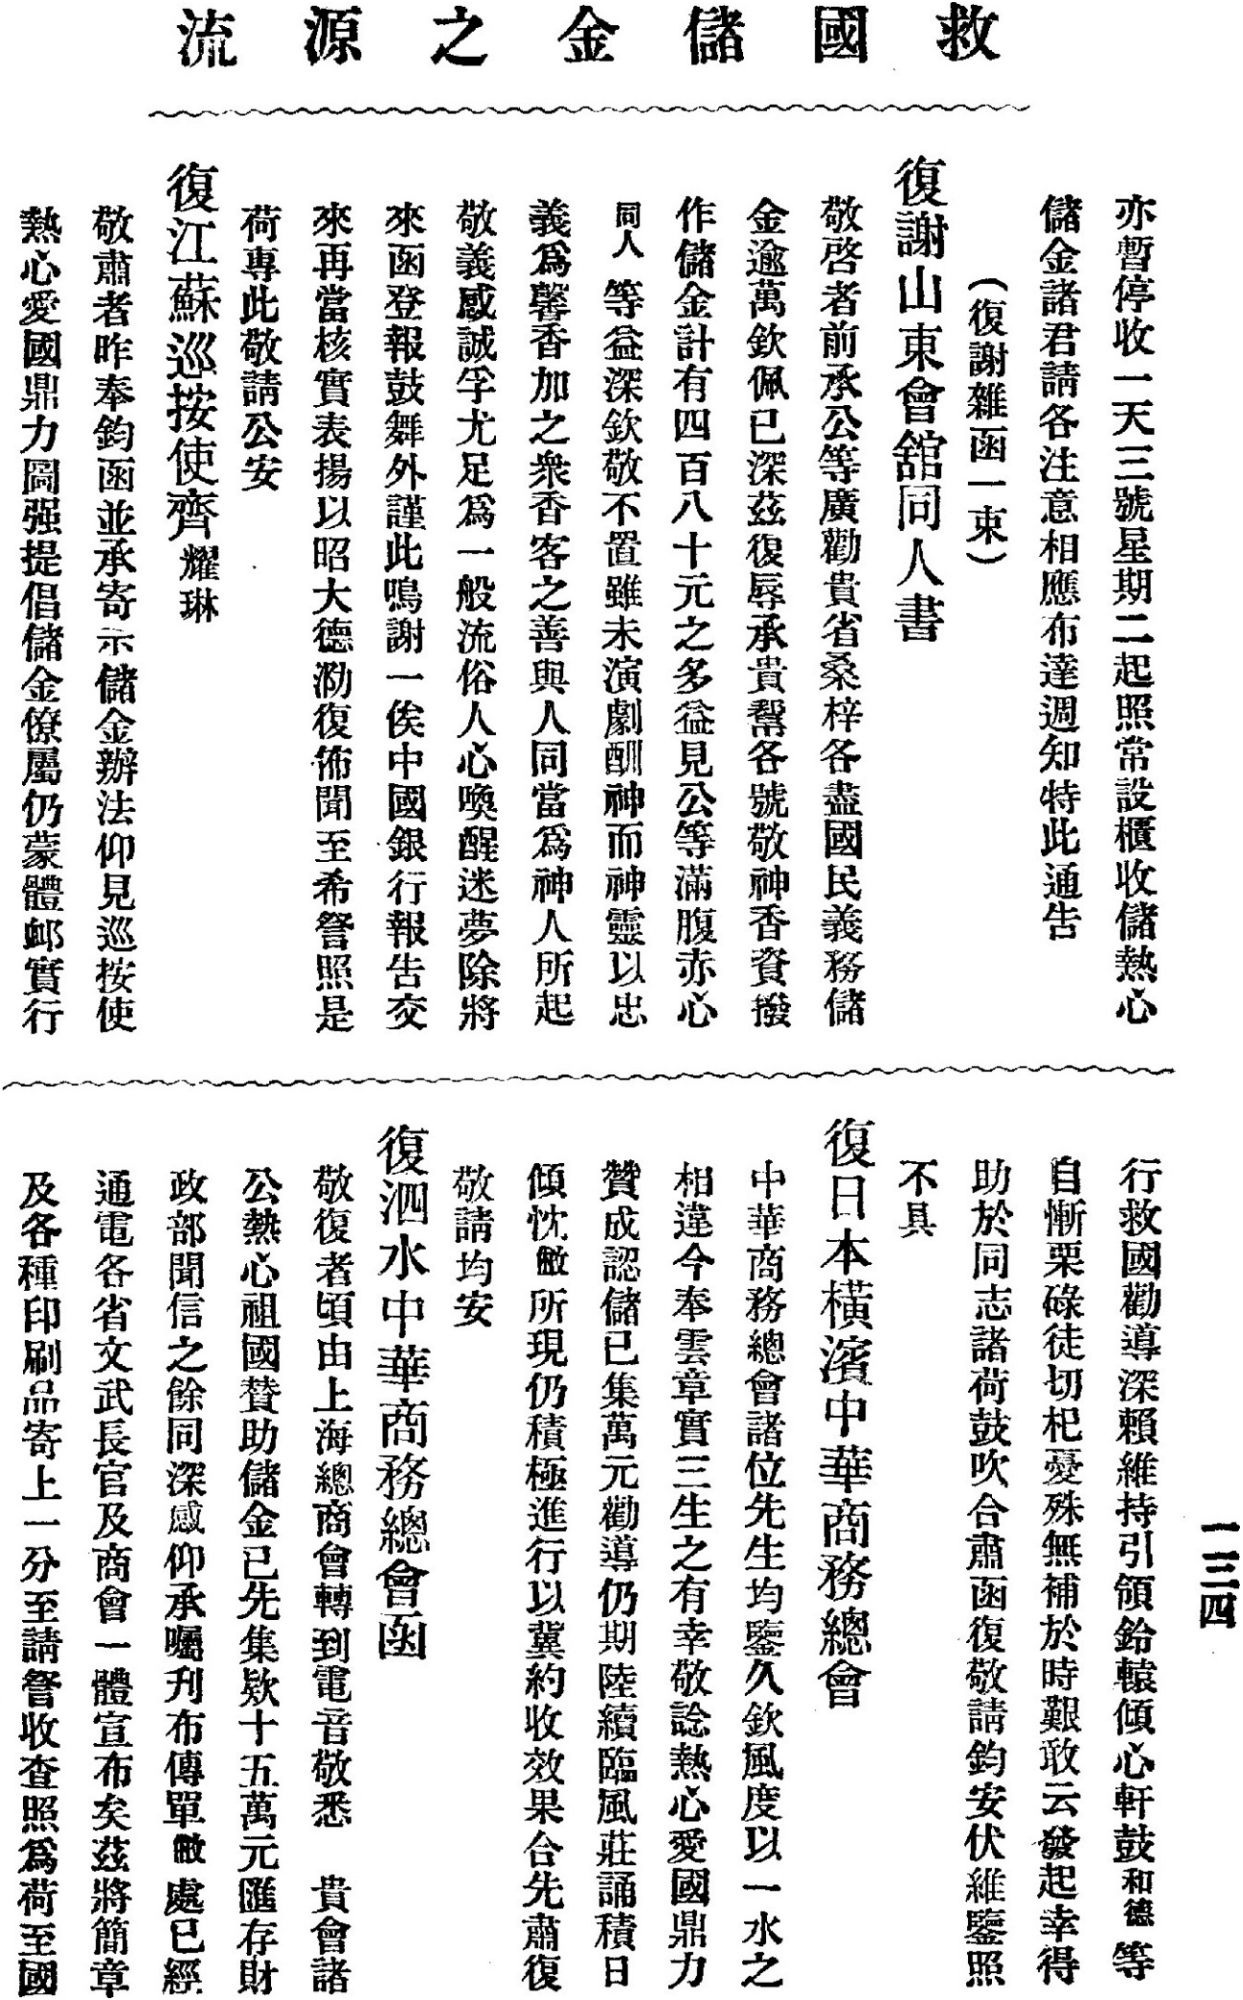 救國儲金之源流
亦暫停收一天三號星期二起照常設櫃收儲熱心
儲金諸君請各注意相應布達週知特此通告
(復謝雜函一束)
復謝山東會館同人書
敬啓者前承公等廣勸貴省桑梓各盡國民義務儲
金逾萬欽佩已深茲復辱承貴幫各號敬神香資撥
作儲金計有四百八十元之多益見公等滿腹赤心
同人等益深欽敬不置雖未演劇酬神而神靈以忠
義爲馨香加之衆香客之善與人同當爲神人所起
敬義感誠孚尤足爲一般流俗人心喚醒迷夢除將
來函登報鼓舞外謹此鳴謝一俟中國銀行報告交
來再當核實表揚以昭大德泐復佈聞至希詧照是
荷專此敬請公安
復江蘇巡按使齊耀琳
敬肅者昨奉鈞函並承寄示儲金辦法仰見巡按使
熱心愛國鼎力圖强提倡儲金僚屬仍蒙體邺實行
一三四
行救國勸導深賴維持引領鈴轅傾心軒鼓和德等
自慚栗碌徒切杞憂殊無補於時艱敢云發起幸得
助於同志諸荷鼓吹合肅函復敬請鈞安伏維鑒照
不具
復日本橫濱中華商務總會
中華商務總會諸位先生均鑒久欽風度以一水之
相違今奉雲章實三生之有幸敬諗熱心愛國鼎力
贊成認儲已集萬元勸導仍期陸續臨風莊誦積日
傾忱敝所現仍積極進行以冀約收效果合先肅復
敬請均安
復泗水中華商務總會函
敬復者頃由上海總商會轉到電音敬悉　貴會諸
公熱心祖國贊助儲金已先集欵十五萬元匯存財
政部聞信之餘同深感仰承囑刋布傳單敝處已經
通電各省文武長官及商會一體宣布矣茲將簡章
及各種印刷品寄上一分至請詧收查照爲荷至國